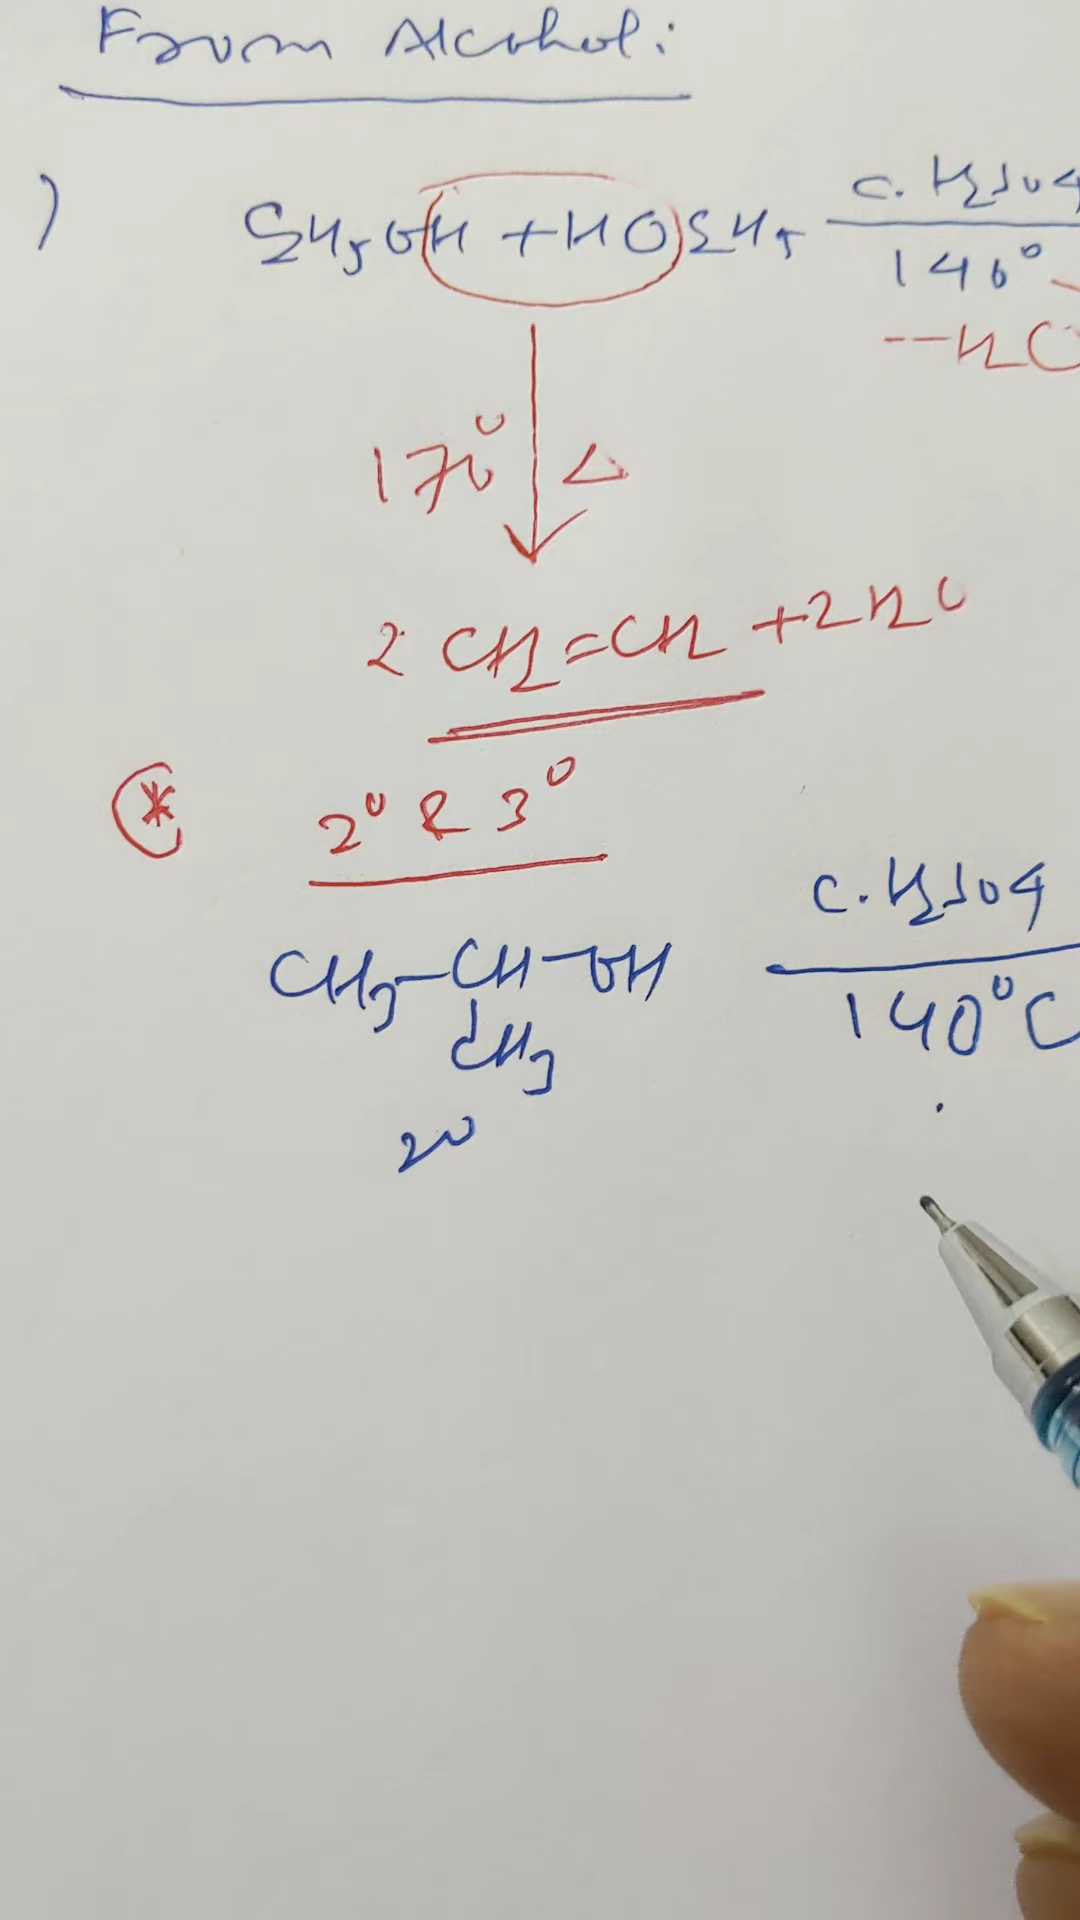 From Alcohol:
) C2H5OH + HOC2H5 c. H2SO4
140°
--H2O
170° Δ
2 CH2=CH2 + 2H2O
* 2° & 3°
CH3-CH-OH c. H2SO4
CH3 140°C
2°